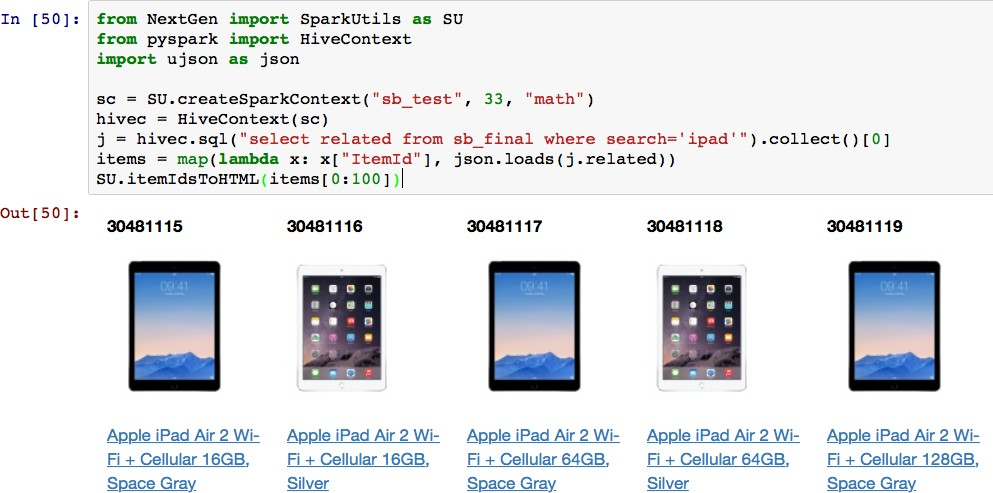 In [50]:
from NextGen import SparkUtils as SU
from pyspark import HiveContext
import ujson as json
sc = SU.createSparkContext("sb_test", 33, "math")
hivec = HiveContext(sc)
j = hivec.sql("select related from sb_final where search='ipad'").collect()[0]
items = map(lambda x: x["ItemId"], json.loads(j.related))
SU.itemIdsToHTML(items[0:100])
Out[50]:
30481115 30481116 30481117 30481118 30481119
09:41 09:41 09:41
Apple iPad Air 2 Wi- Apple iPad Air 2 Wi- Apple iPad Air 2 Wi- Apple iPad Air 2 Wi- Apple iPad Air 2 Wi-
Fi + Cellular 16GB, Fi + Cellular 16GB, Fi + Cellular 64GB, Fi + Cellular 64GB, Fi + Cellular 128GB,
Space Gray Silver Space Gray Silver Space Gray